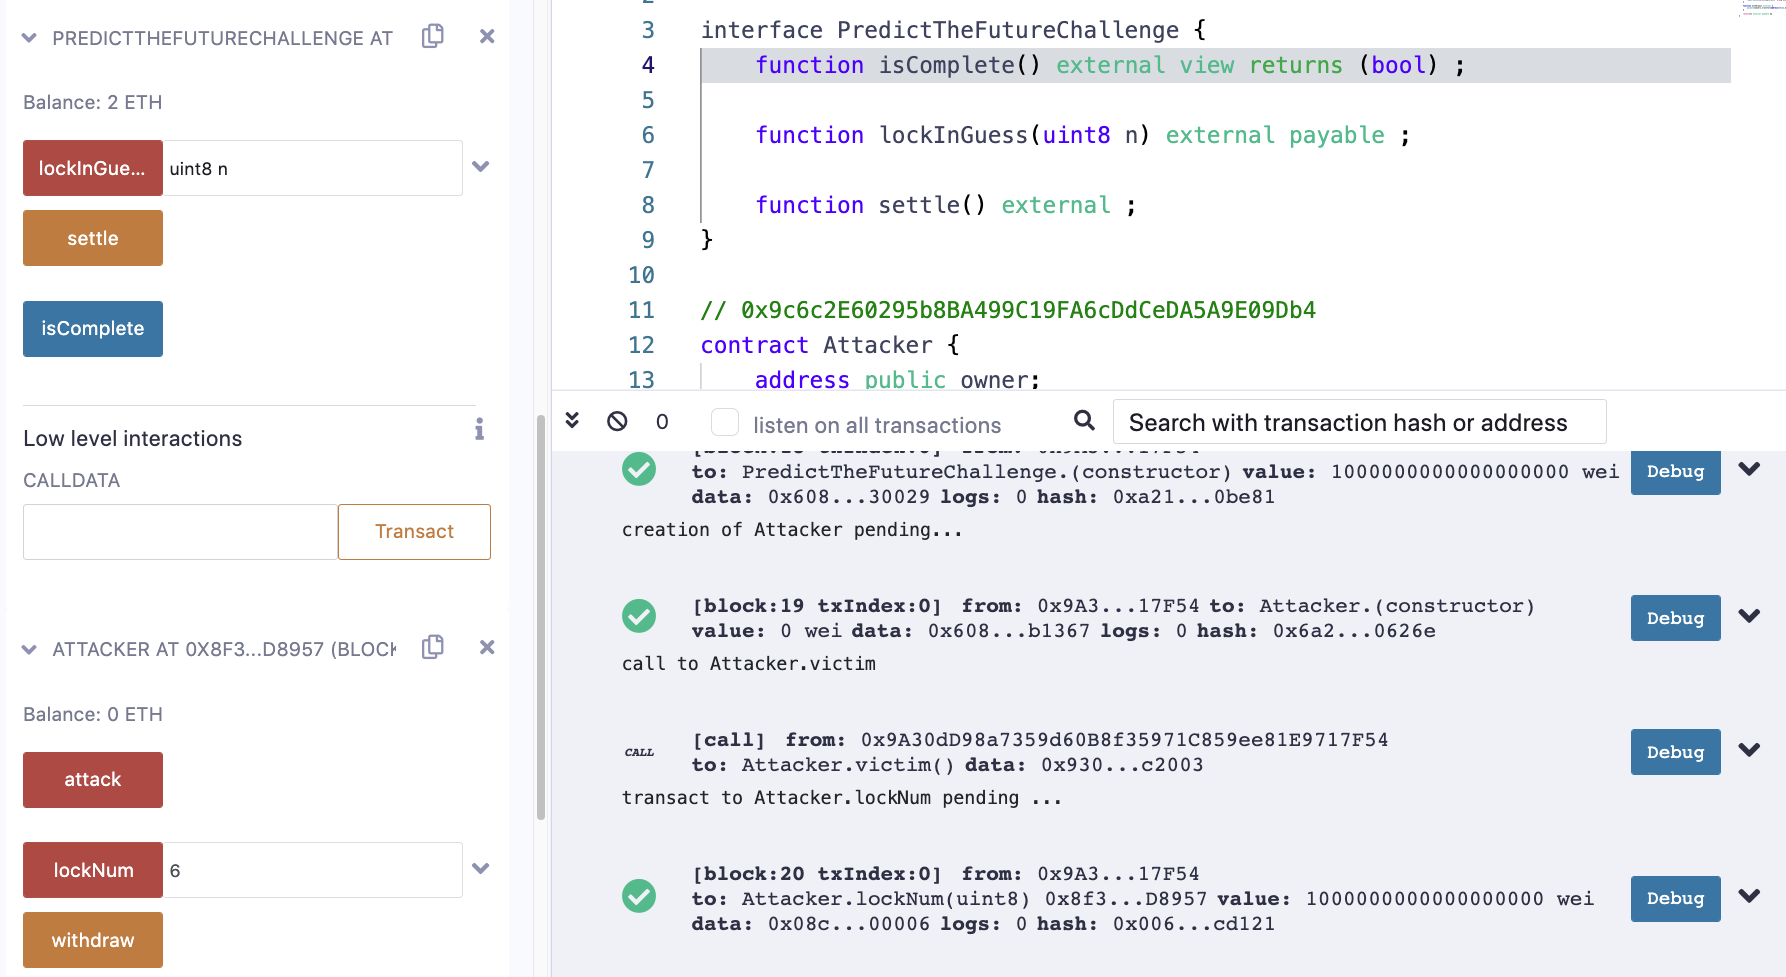 PREDICTTHEFUTURECHALLENGE AT
Balance: 2 ETH
lockInGue... uint8 n
settle
isComplete
Low level interactions
CALLDATA
Transact
ATTACKER AT 0X8F3...D8957 (BLOCK
Balance: 0 ETH
attack
lockNum 6
withdraw
3 interface PredictTheFutureChallenge {
4 function isComplete() external view returns (bool) ;
5
6 function lockInGuess(uint8 n) external payable ;
7
8 function settle() external ;
9 }
10
11 // 0x9c6c2E60295b8BA499C19FA6cDdCeDA5A9E09Db4
12 contract Attacker {
13 address public owner;
0 listen on all transactions Search with transaction hash or address
to: PredictTheFutureChallenge.(constructor) value: 1000000000000000000 wei
data: 0x608...30029 logs: 0 hash: 0xa21...0be81
Debug
creation of Attacker pending...
[block:19 txIndex:0] from: 0x9A3...17F54 to: Attacker.(constructor)
value: 0 wei data: 0x608...b1367 logs: 0 hash: 0x6a2...0626e
Debug
call to Attacker.victim
CALL
[call] from: 0x9A30dD98a7359d60B8f35971C859ee81E9717F54
to: Attacker.victim() data: 0x930...c2003
Debug
transact to Attacker.lockNum pending ...
[block:20 txIndex:0] from: 0x9A3...17F54
to: Attacker.lockNum(uint8) 0x8f3...D8957 value: 1000000000000000000 wei
data: 0x08c...00006 logs: 0 hash: 0x006...cd121
Debug